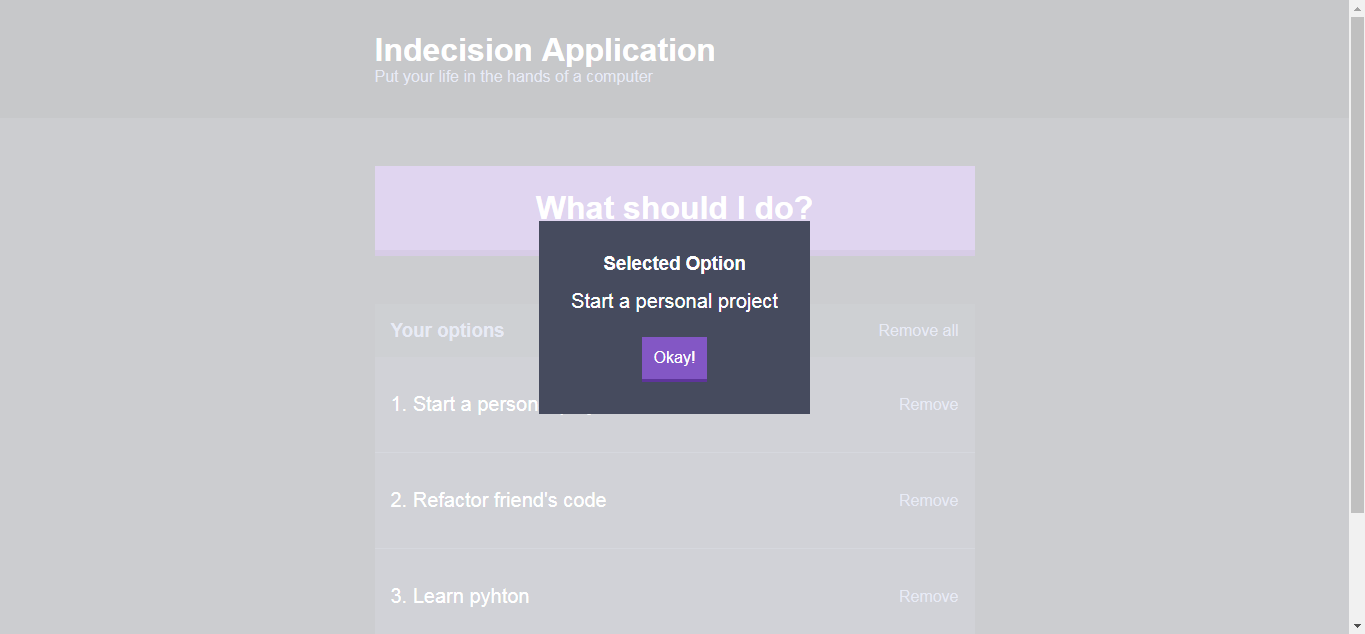 Indecision Application
Put your life in the hands of a computer
What should I do?
Selected Option
Start a personal project
Okay!
Your options
Remove all
1. Start a person
Remove
2. Refactor friend's code
Remove
3. Learn pyhton
Remove